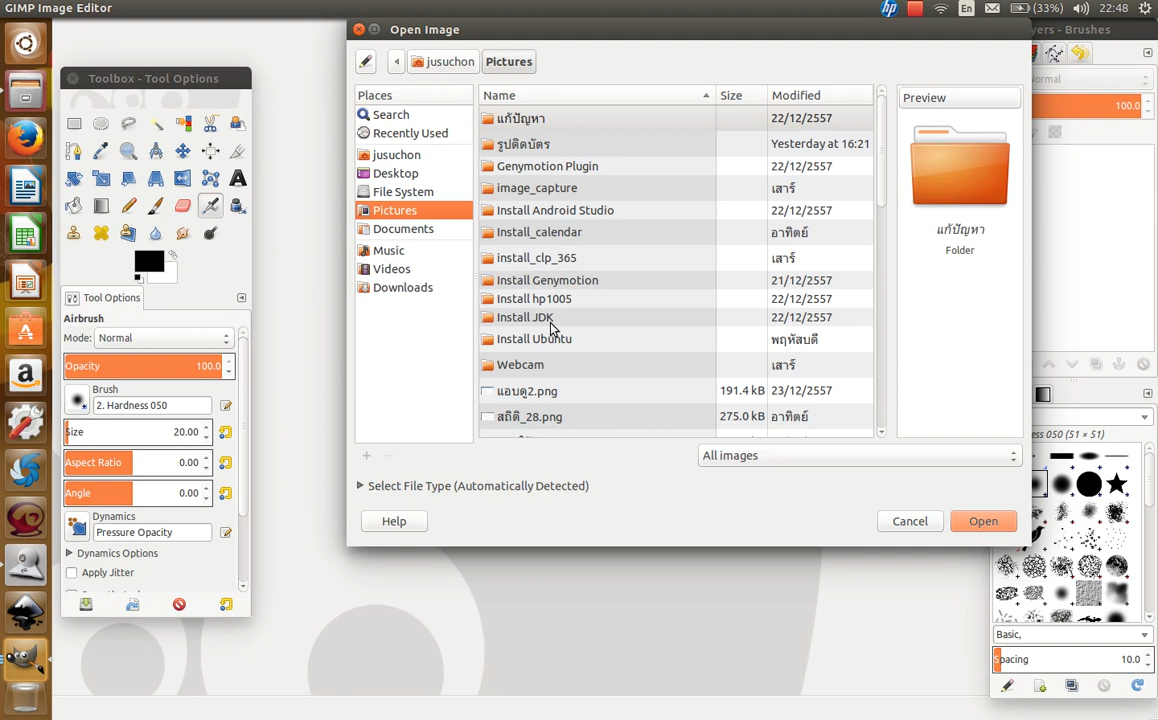 GIMP Image Editor
En
(33%)
22:48
Open Image
yers - Brushes
Toolbox - Tool Options
jusuchon
Pictures
Places
Name
Size
Modified
Preview
Search
Recently Used
jusuchon
Desktop
File System
Pictures
Documents
Music
Videos
Downloads
แก้ปัญหา 22/12/2557
รูปติดบัตร Yesterday at 16:21
Genymotion Plugin 22/12/2557
image_capture เสาร์
Install Android Studio 22/12/2557
Install_calendar อาทิตย์
install_clp_365 เสาร์
Install Genymotion 21/12/2557
Install hp1005 22/12/2557
Install JDK 22/12/2557
Install Ubuntu พฤหัสบดี
Webcam เสาร์
แอบดู2.png 191.4 kB 23/12/2557
สถิติ_28.png 275.0 kB อาทิตย์
แก้ปัญหา
Folder
All images
Select File Type (Automatically Detected)
Help
Cancel
Open
Tool Options
Airbrush
Mode: Normal
Opacity 100.0
Brush
2. Hardness 050
Size 20.00
Aspect Ratio 0.00
Angle 0.00
Dynamics
Pressure Opacity
Dynamics Options
Apply Jitter
ormal
100.0
ess 050 (51 × 51)
Basic,
Spacing 10.0